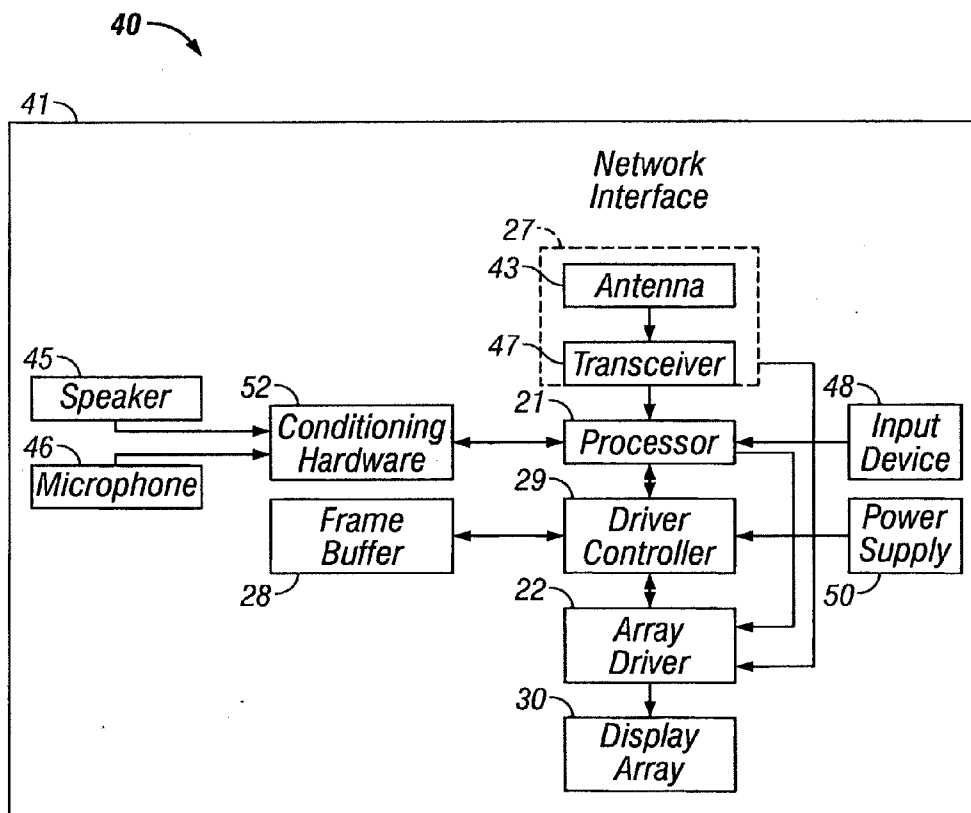 40
41
Network
Interface
27
43
Antenna
47
Transceiver
45
Speaker
46
Microphone
52
Conditioning
Hardware
21
Processor
48
Input
Device
28
Frame
Buffer
29
Driver
Controller
Power
Supply
50
22
Array
Driver
30
Display
Array